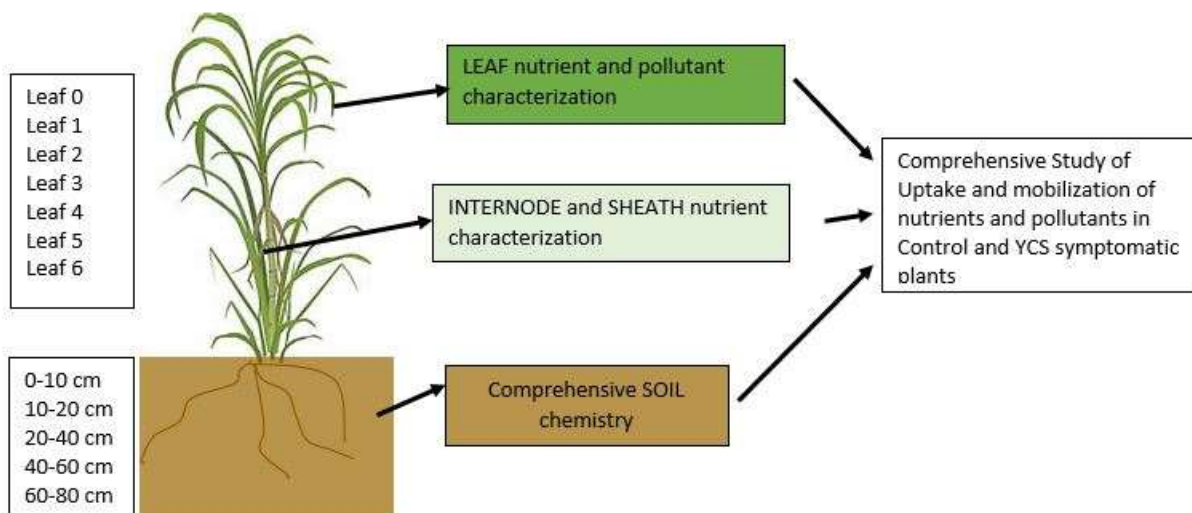 Leaf 0
Leaf 1
Leaf 2
Leaf 3
Leaf 4
Leaf 5
Leaf 6
LEAF nutrient and pollutant
characterization
INTERNODE and SHEATH nutrient
characterization
Comprehensive Study of
Uptake and mobilization of
nutrients and pollutants in
Control and YCS symptomatic
plants
0-10 cm
10-20 cm
20-40 cm
40-60 cm
60-80 cm
Comprehensive SOIL
chemistry